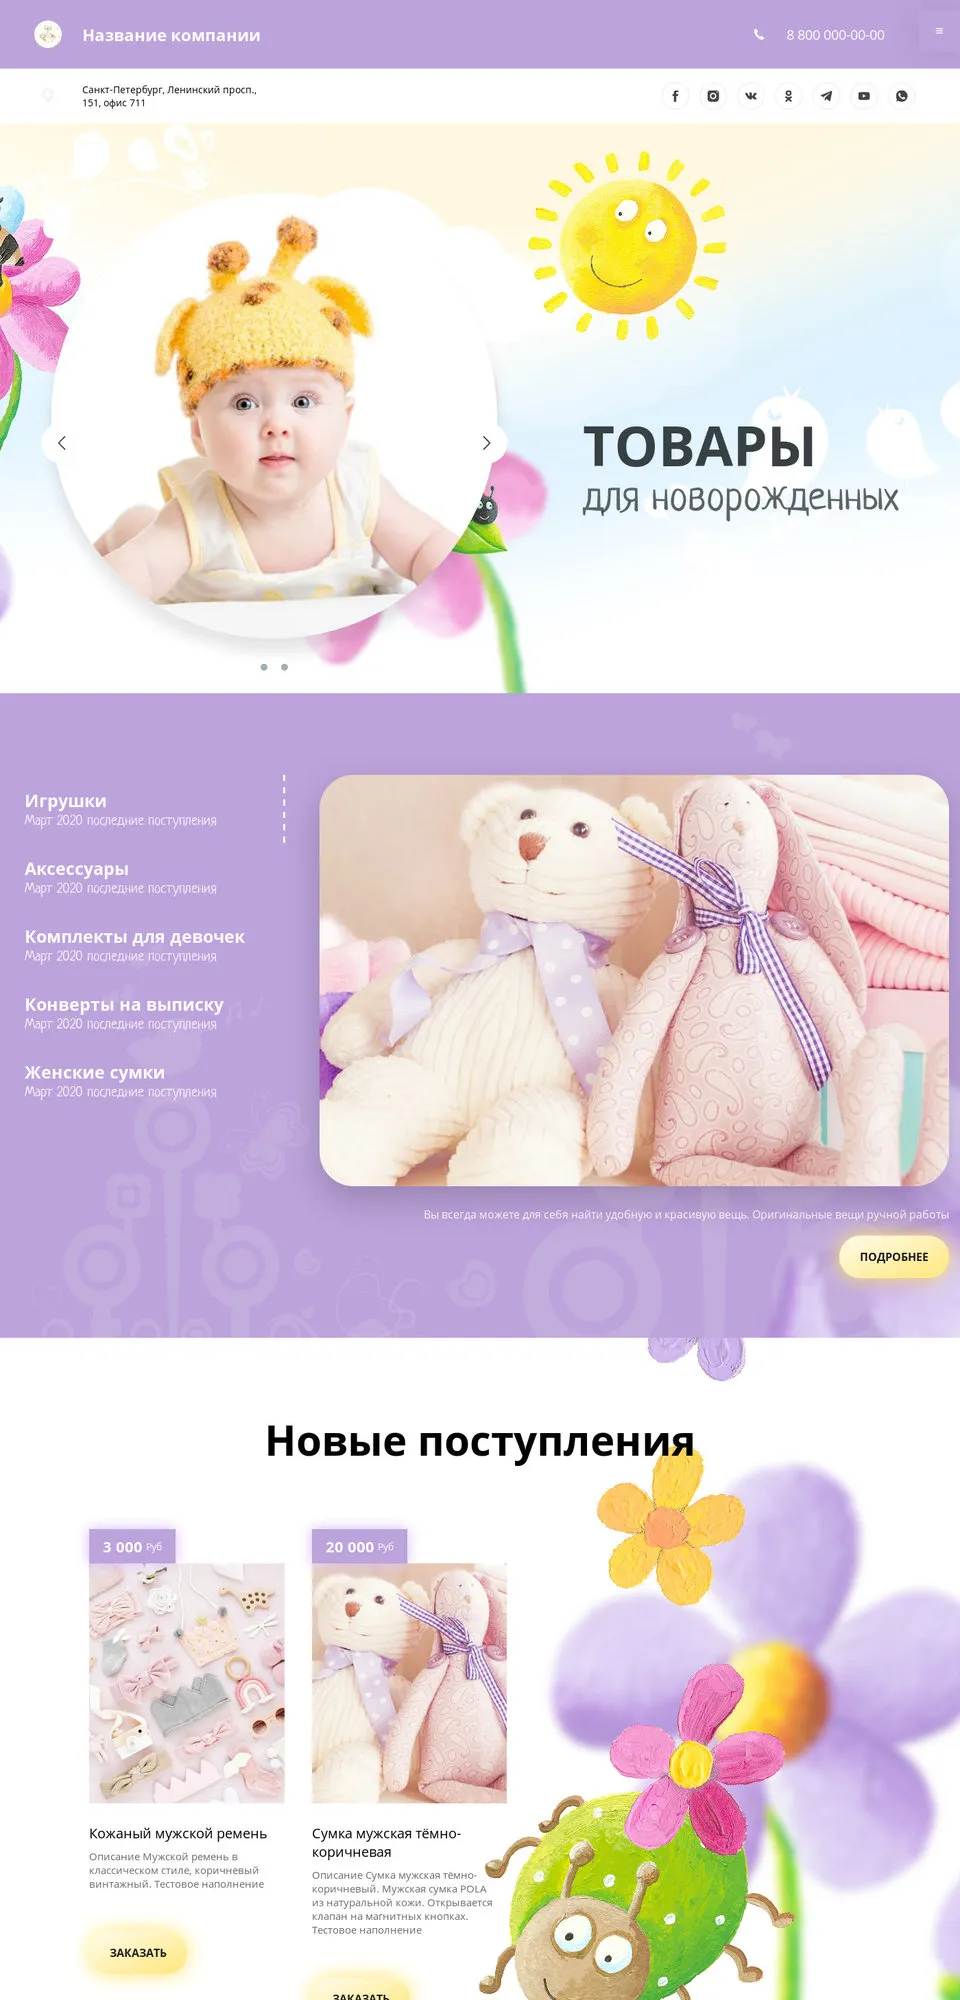 Название компании
8 800 000-00-00
Санкт-Петербург, Ленинский просп.,
151, офис 711
ТОВАРЫ
для новорожденных
Игрушки
Март 2020 последние поступления
Аксессуары
Март 2020 последние поступления
Комплекты для девочек
Март 2020 последние поступления
Конверты на выписку
Март 2020 последние поступления
Женские сумки
Март 2020 последние поступления
Вы всегда можете для себя найти удобную и красивую вещь. Оригинальные вещи ручной работы
ПОДРОБНЕЕ
Новые поступления
3 000 Руб
Кожаный мужской ремень
Описание Мужской ремень в
классическом стиле, коричневый
винтажный. Тестовое наполнение
ЗАКАЗАТЬ
20 000 Руб
Сумка мужская тёмно-
коричневая
Описание Сумка мужская тёмно-
коричневый. Мужская сумка POLA
из натуральной кожи. Открывается
клапан на магнитных кнопках.
Тестовое наполнение
ЗАКАЗАТЬ